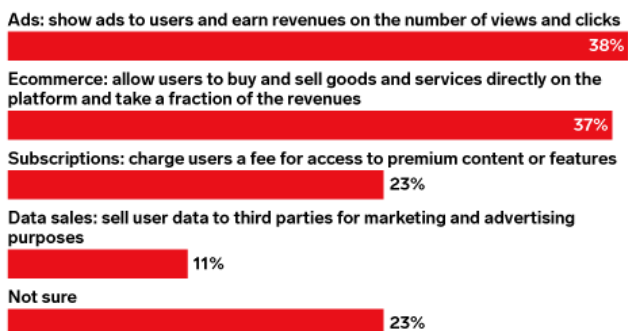 Ads: show ads to users and earn revenues on the number of views and clicks
38%
Ecommerce: allow users to buy and sell goods and services directly on the
platform and take a fraction of the revenues
37%
Subscriptions: charge users a fee for access to premium content or features
23%
Data sales: sell user data to third parties for marketing and advertising
purposes
11%
Not sure
23%